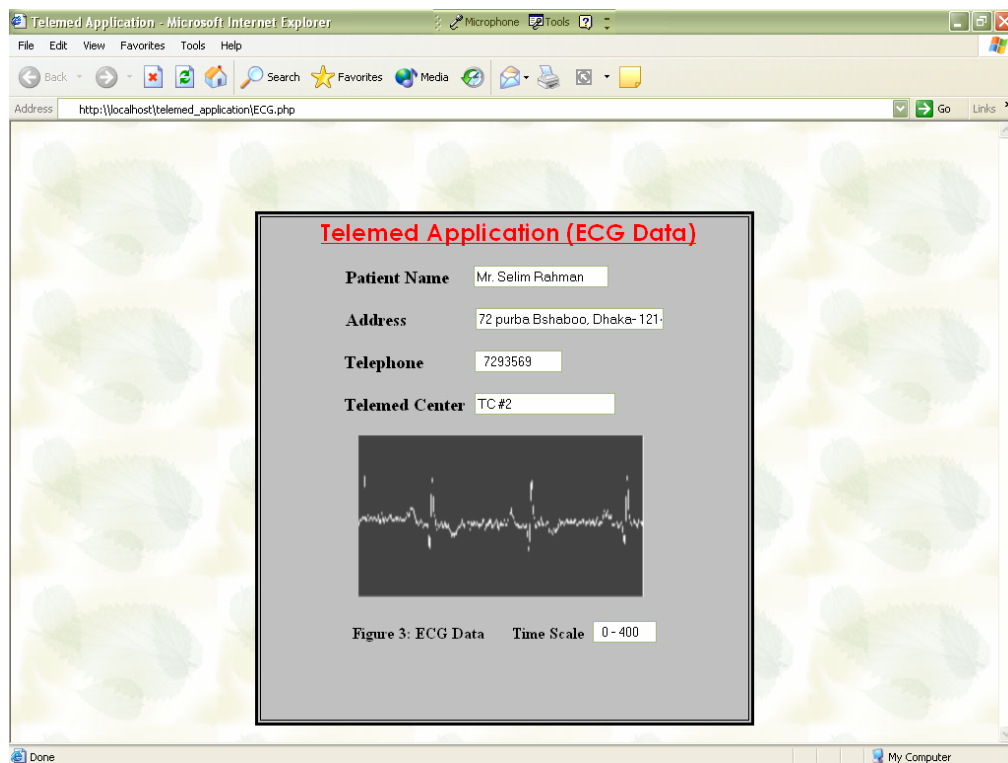 Telemed Application - Microsoft Internet Explorer
Microphone Tools
File Edit View Favorites Tools Help
Back Search Favorites Media
Address http:\\localhost\telemed_application\ECG.php Go Links
Telemed Application (ECG Data)
Patient Name Mr. Selim Rahman
Address 72 purba Bshaboo, Dhaka- 121-
Telephone 7293569
Telemed Center TC #2
Figure 3: ECG Data Time Scale 0 - 400
Done My Computer